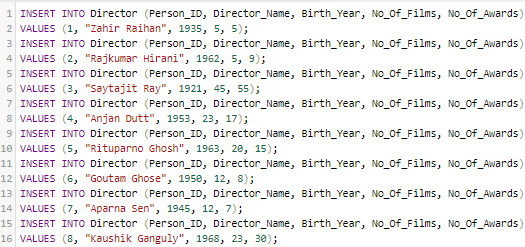 1 INSERT INTO Director (Person_ID, Director_Name, Birth_Year, No_Of_Films, No_Of_Awards)
2 VALUES (1, "Zahir Raihan", 1935, 5, 5);
3 INSERT INTO Director (Person_ID, Director_Name, Birth_Year, No_Of_Films, No_Of_Awards)
4 VALUES (2, "Rajkumar Hirani", 1962, 5, 9);
5 INSERT INTO Director (Person_ID, Director_Name, Birth_Year, No_Of_Films, No_Of_Awards)
6 VALUES (3, "Saytajit Ray", 1921, 45, 55);
7 INSERT INTO Director (Person_ID, Director_Name, Birth_Year, No_Of_Films, No_Of_Awards)
8 VALUES (4, "Anjan Dutt", 1953, 23, 17);
9 INSERT INTO Director (Person_ID, Director_Name, Birth_Year, No_Of_Films, No_Of_Awards)
10 VALUES (5, "Rituparno Ghosh", 1963, 20, 15);
11 INSERT INTO Director (Person_ID, Director_Name, Birth_Year, No_Of_Films, No_Of_Awards)
12 VALUES (6, "Goutam Ghose", 1950, 12, 8);
13 INSERT INTO Director (Person_ID, Director_Name, Birth_Year, No_Of_Films, No_Of_Awards)
14 VALUES (7, "Aparna Sen", 1945, 12, 7);
15 INSERT INTO Director (Person_ID, Director_Name, Birth_Year, No_Of_Films, No_Of_Awards)
16 VALUES (8, "Kaushik Ganguly", 1968, 23, 30);